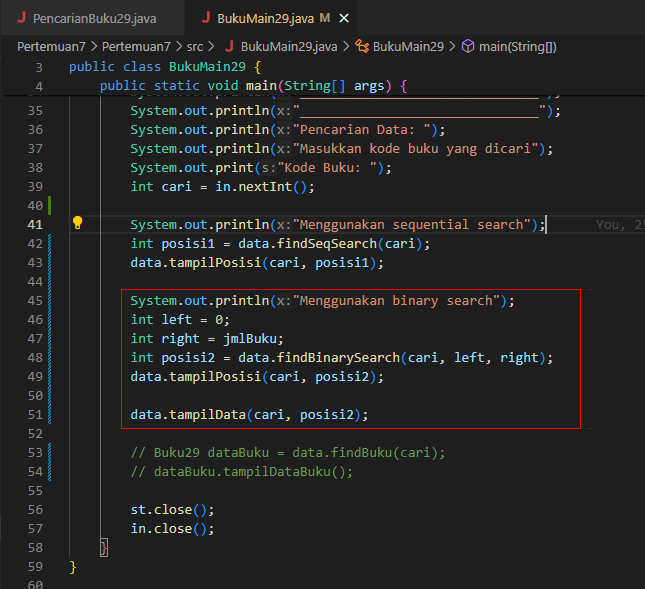 PencarianBuku29.java
BukuMain29.java M
Pertemuan7 > Pertemuan7 > src > BukuMain29.java > BukuMain29 > main(String[])
3 public class BukuMain29 {
4 public static void main(String[] args) {
35 System.out.println(x:"_______________________________");
36 System.out.println(x:"Pencarian Data: ");
37 System.out.println(x:"Masukkan kode buku yang dicari");
38 System.out.print(s:"Kode Buku: ");
39 int cari = in.nextInt();
40
41 System.out.println(x:"Menggunakan sequential search"); You, 2
42 int posisi1 = data.findSeqSearch(cari);
43 data.tampilPosisi(cari, posisi1);
44
45 System.out.println(x:"Menggunakan binary search");
46 int left = 0;
47 int right = jmlBuku;
48 int posisi2 = data.findBinarySearch(cari, left, right);
49 data.tampilPosisi(cari, posisi2);
50
51 data.tampilData(cari, posisi2);
52
53 // Buku29 dataBuku = data.findBuku(cari);
54 // dataBuku.tampilDataBuku();
55
56 st.close();
57 in.close();
58 }
59 }
60